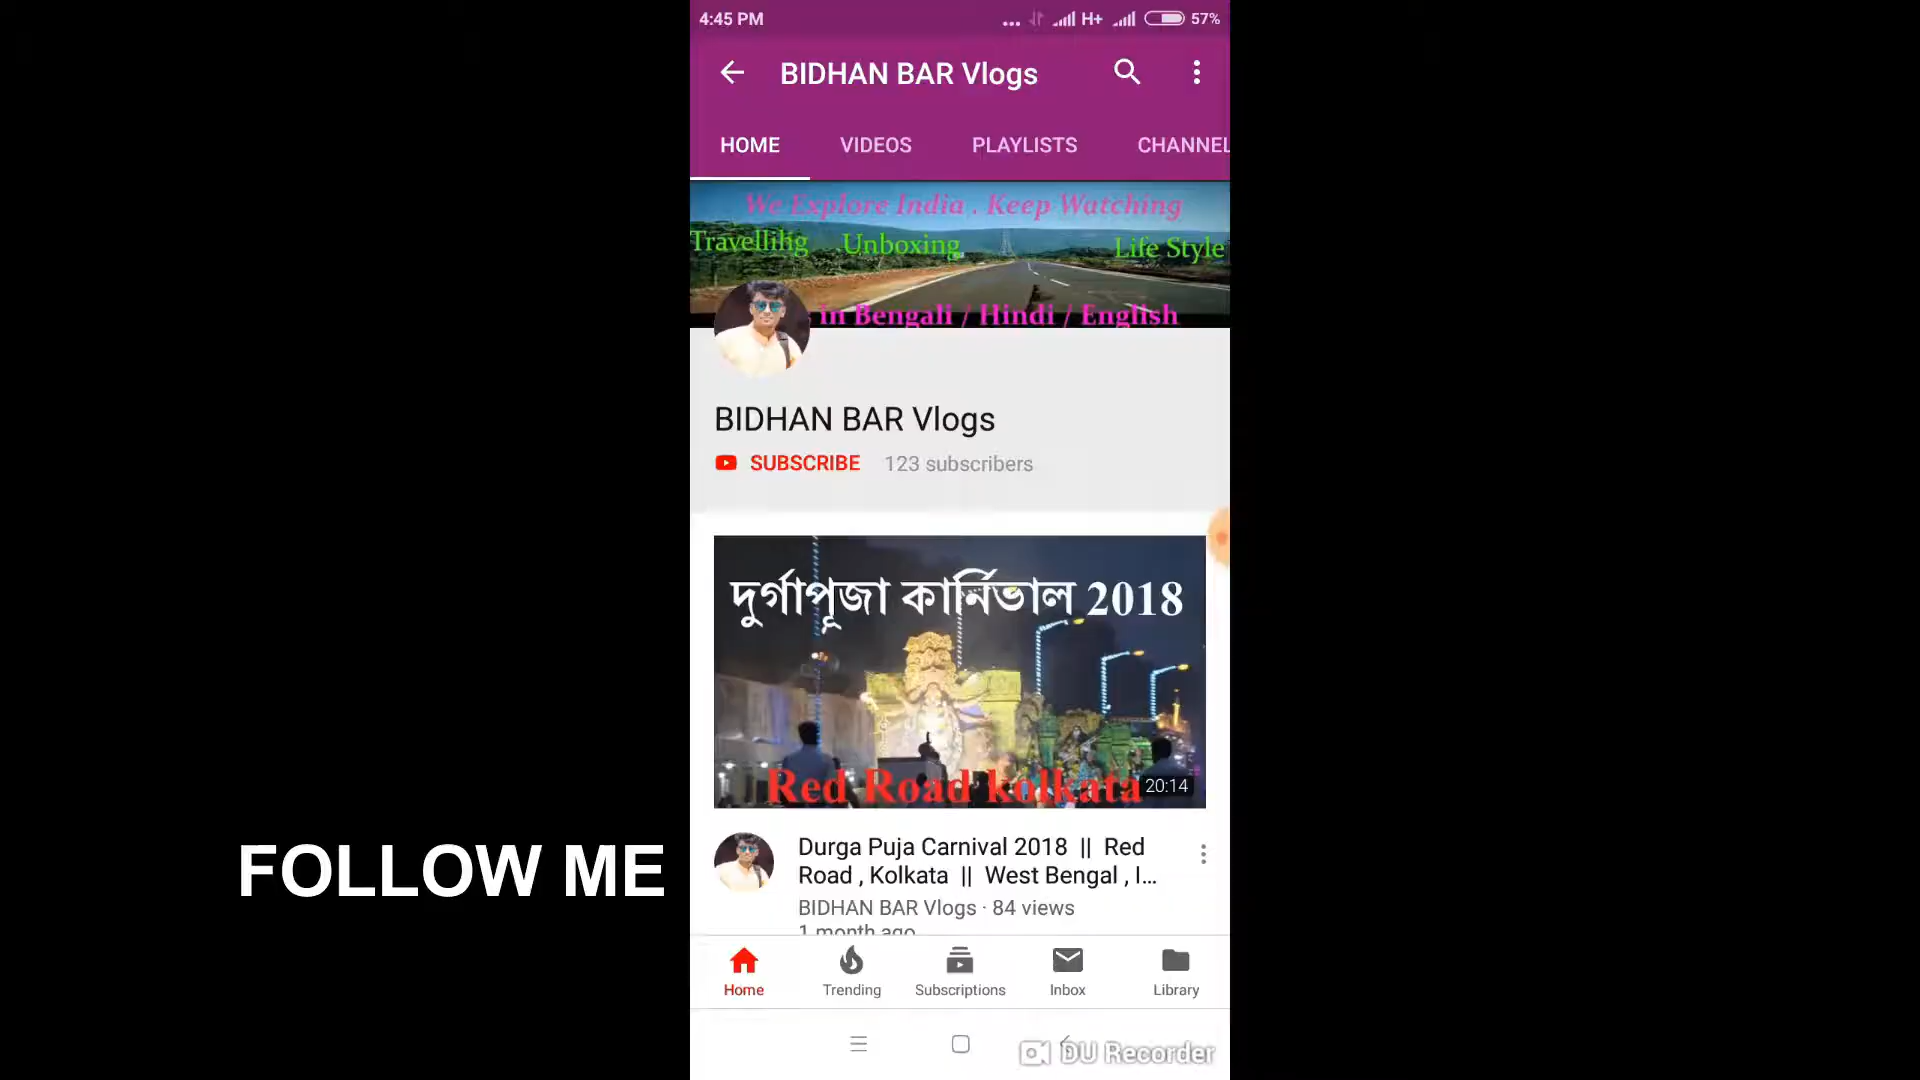 4:45 PM ... H+ 57%
BIDHAN BAR Vlogs
HOME VIDEOS PLAYLISTS CHANNEL
We Explore India . Keep Watching
Travelling Unboxing Life Style
in Bengali / Hindi / English
BIDHAN BAR Vlogs
SUBSCRIBE 123 subscribers
দুর্গাপূজা কার্নিভাল 2018
Red Road kolkata
20:14
Durga Puja Carnival 2018 || Red
Road , Kolkata || West Bengal , I...
BIDHAN BAR Vlogs · 84 views
1 month ago
FOLLOW ME
Home Trending Subscriptions Inbox Library
DU Recorder